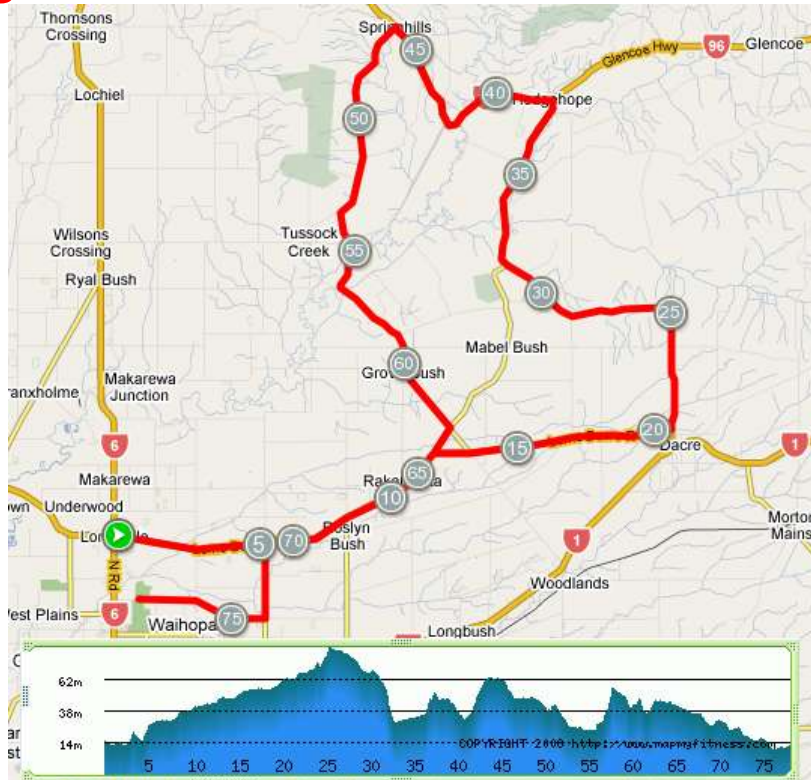 Thomsons
Crossing
Springhills
45
96
Glencoe
Glencoe Hwy
Lochiel
40
Hedgehope
50
35
Wilsons
Crossing
Tussock
Creek
55
Ryal Bush
30
25
Mabel Bush
60
Makarewa
Junction
6
15
20
Dacre
1
Makarewa
65
10
Underwood
5
70
Roslyn
Bush
1
Morton
Mains
N Rd
Woodlands
West Plains
6
Waihopai
75
Longbush
62m
38m
14m
COPYRIGHT 2008 http://www.mapmyfitness.com
5 10 15 20 25 30 35 40 45 50 55 60 65 70 75